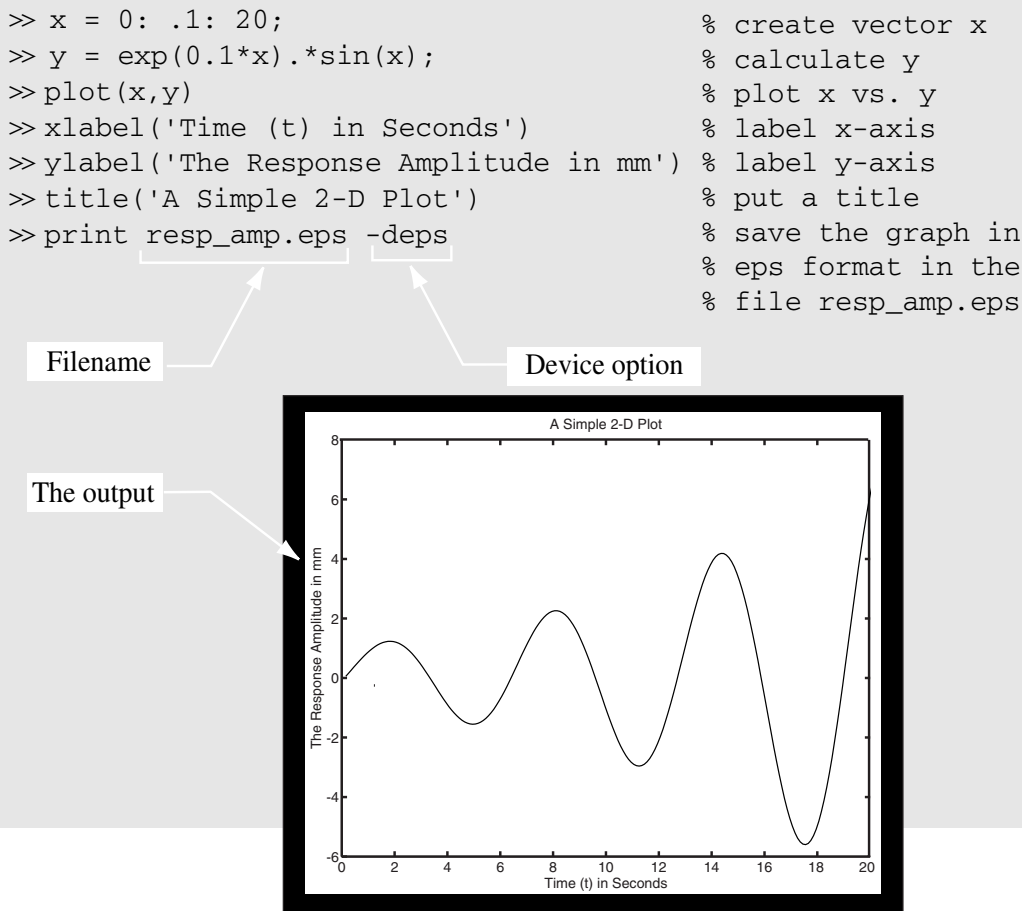 ≫ x = 0: .1: 20; % create vector x
≫ y = exp(0.1*x).*sin(x); % calculate y
≫ plot(x,y) % plot x vs. y
≫ xlabel('Time (t) in Seconds') % label x-axis
≫ ylabel('The Response Amplitude in mm') % label y-axis
≫ title('A Simple 2-D Plot') % put a title
≫ print resp_amp.eps -deps % save the graph in
% eps format in the
% file resp_amp.eps
Filename
Device option
The output
A Simple 2-D Plot
The Response Amplitude in mm
8
6
4
2
0
-2
-4
-6
0 2 4 6 8 10 12 14 16 18 20
Time (t) in Seconds